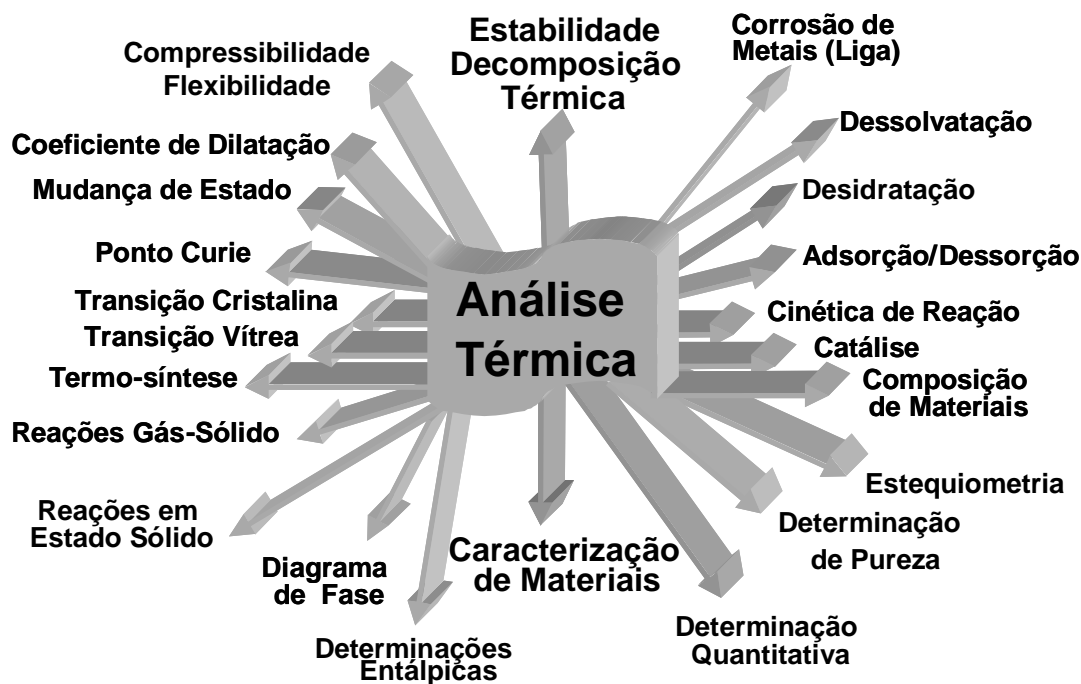 Compressibilidade
Flexibilidade
Estabilidade
Decomposição
Térmica
Corrosão de
Metais (Liga)
Coeficiente de Dilatação
Dessolvatação
Mudança de Estado
Desidratação
Ponto Curie
Adsorção/Dessorção
Análise
Térmica
Transição Cristalina
Cinética de Reação
Transição Vítrea
Catálise
Termo-síntese
Composição
de Materiais
Reações Gás-Sólido
Estequiometria
Reações em
Estado Sólido
Determinação
de Pureza
Diagrama
de Fase
Caracterização
de Materiais
Determinações
Entálpicas
Determinação
Quantitativa